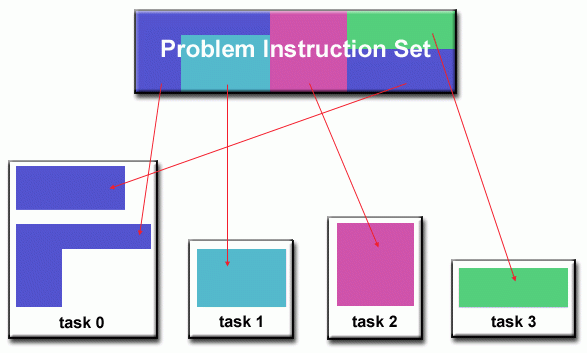 Problem Instruction Set
task 0
task 1
task 2
task 3